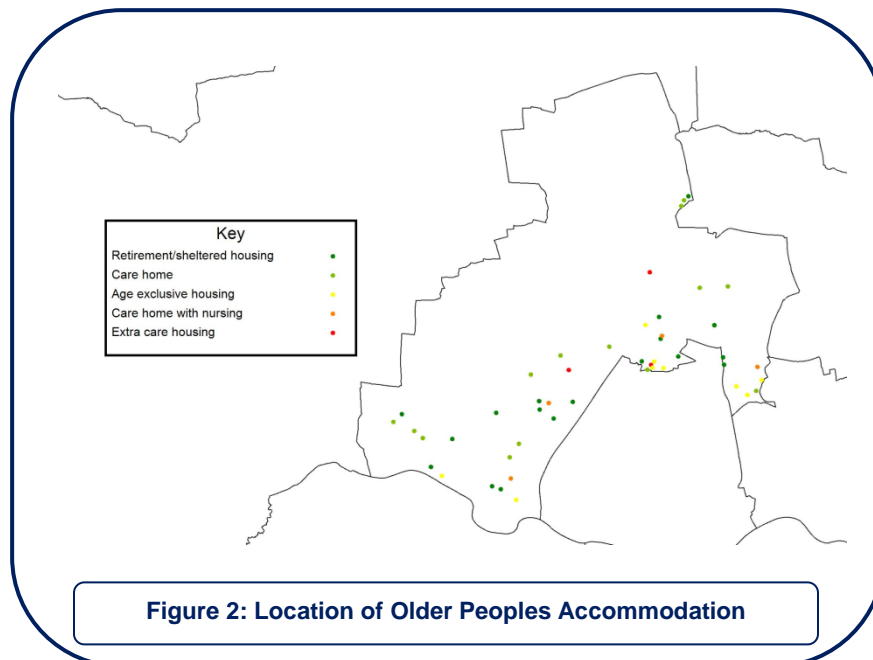 Key
Retirement/sheltered housing
Care home
Age exclusive housing
Care home with nursing
Extra care housing
Figure 2: Location of Older Peoples Accommodation